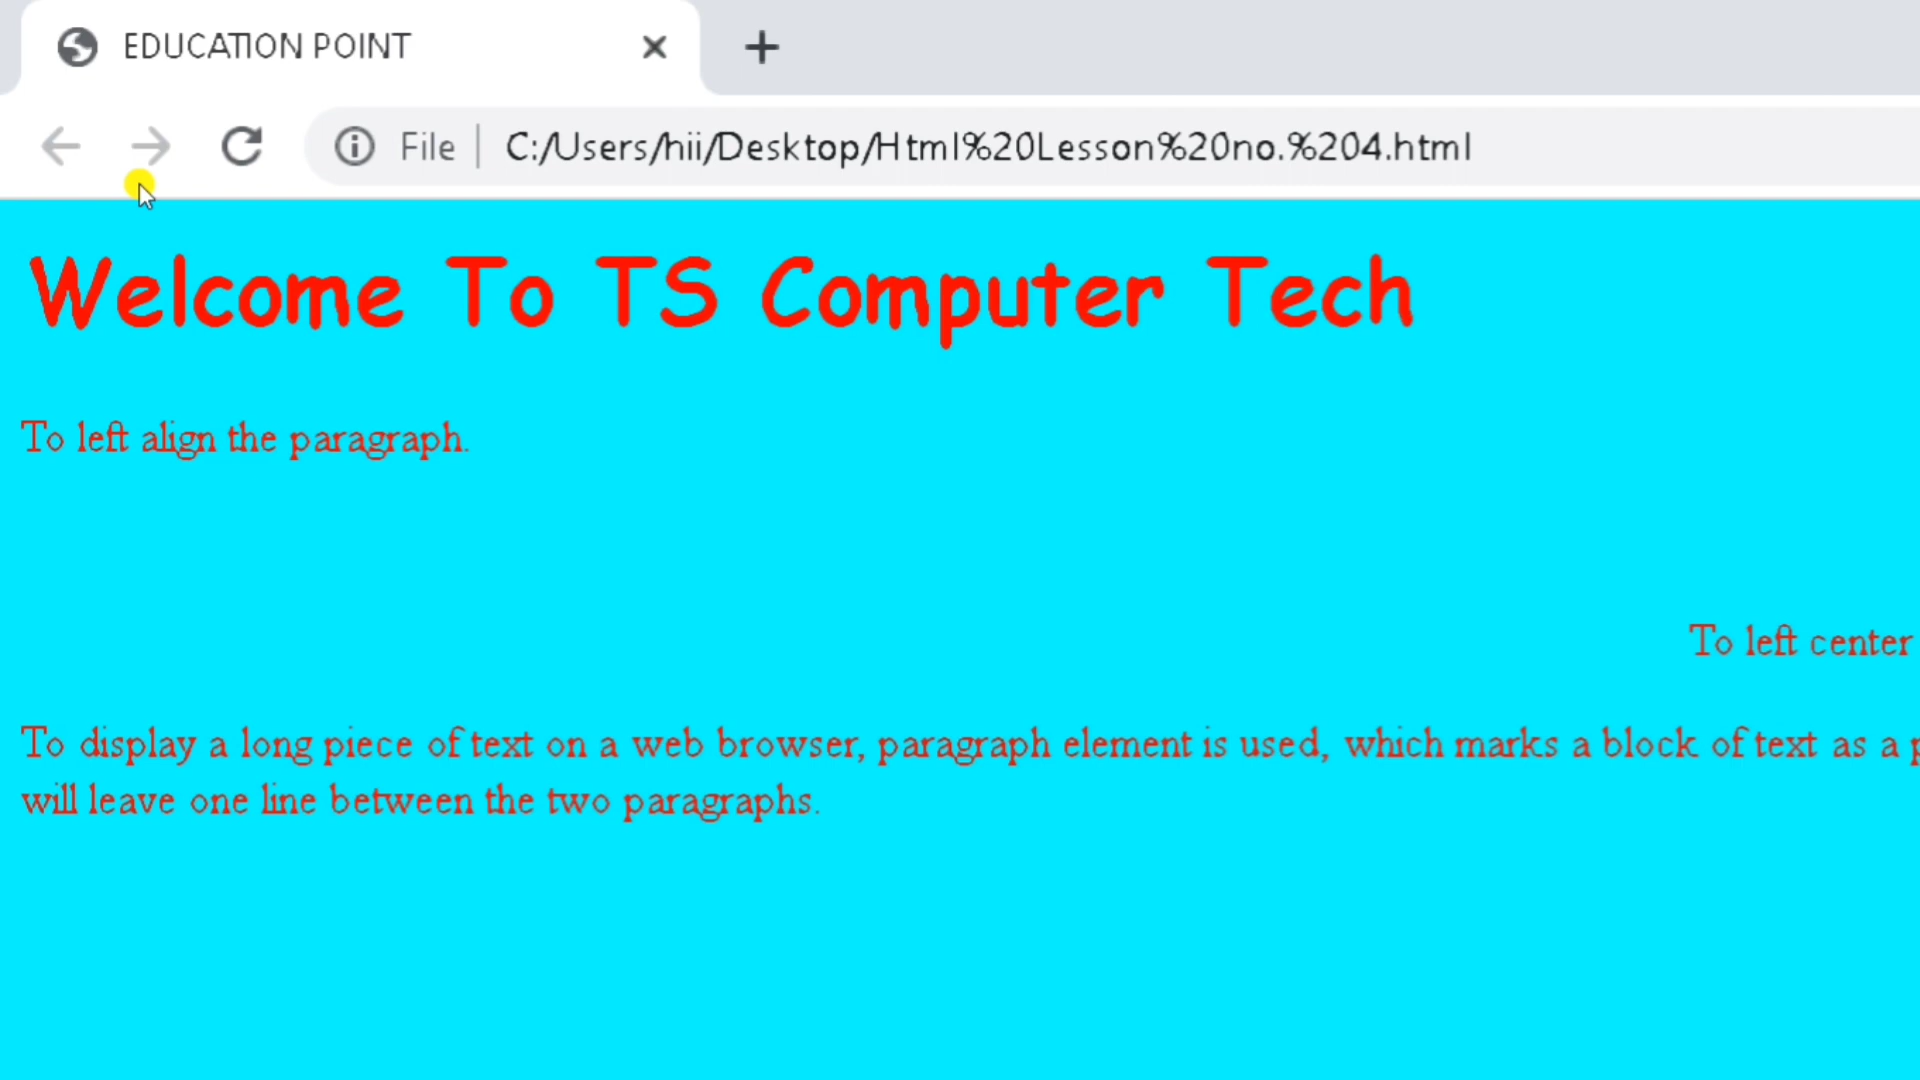 EDUCATION POINT
File C:/Users/hii/Desktop/Html%20Lesson%20no.%204.html
Welcome To TS Computer Tech
To left align the paragraph.
To left center
To display a long piece of text on a web browser, paragraph element is used, which marks a block of text as a
will leave one line between the two paragraphs.